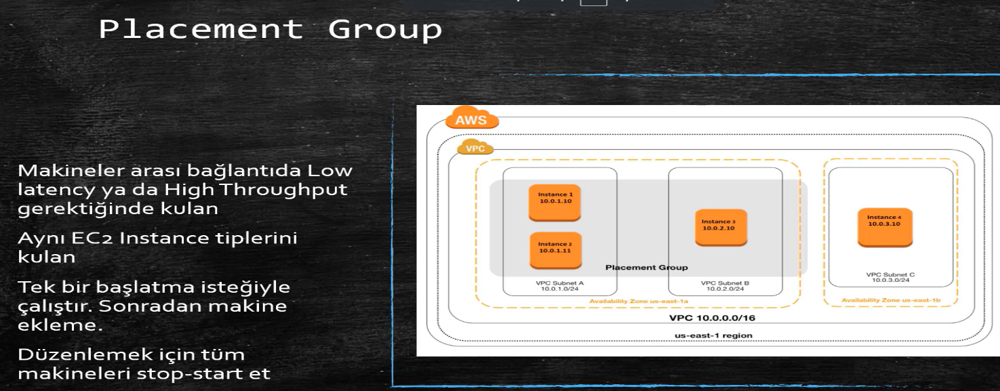 Placement Group
Makineler arası bağlantıda Low
latency ya da High Throughput
gerektiğinde kulan
Aynı EC2 Instance tiplerini
kulan
Tek bir başlatma isteğiyle
çalıştır. Sonradan makine
ekleme.
Düzenlemek için tüm
makineleri stop-start et
AWS
VPC
Instance 1
10.0.1.10
Instance 2
10.0.1.11
Instance 3
10.0.2.10
Instance 4
10.0.3.10
Placement Group
VPC Subnet A
10.0.1.0/24
VPC Subnet B
10.0.2.0/24
VPC Subnet C
10.0.3.0/24
Availability Zone us-east-1a
Availability Zone us-east-1b
VPC 10.0.0.0/16
us-east-1 region